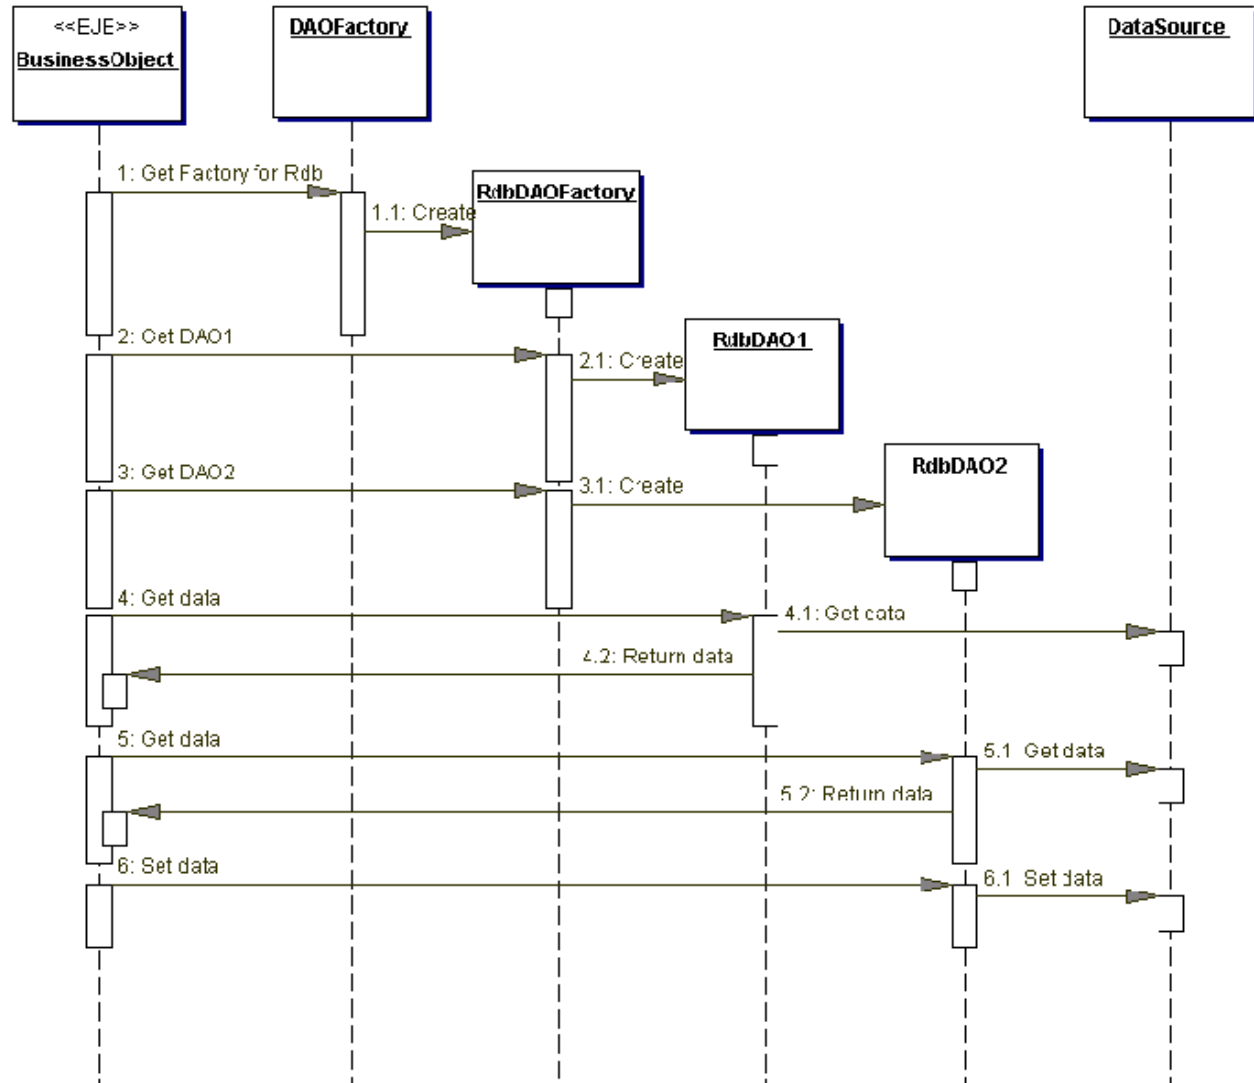 <<EJE>>
BusinessObject
DAOFactory
DataSource
1: Get Factory for Rdb
RdbDAOFactory
1.1: Create
2: Get DAO1
RdbDAO1
2.1: Create
RdbDAO2
3: Get DAO2
3.1: Create
4: Get data
4.1: Get data
4.2: Return data
5: Get data
5.1 Get data
5.2: Return data
6: Set data
6.1 Set data